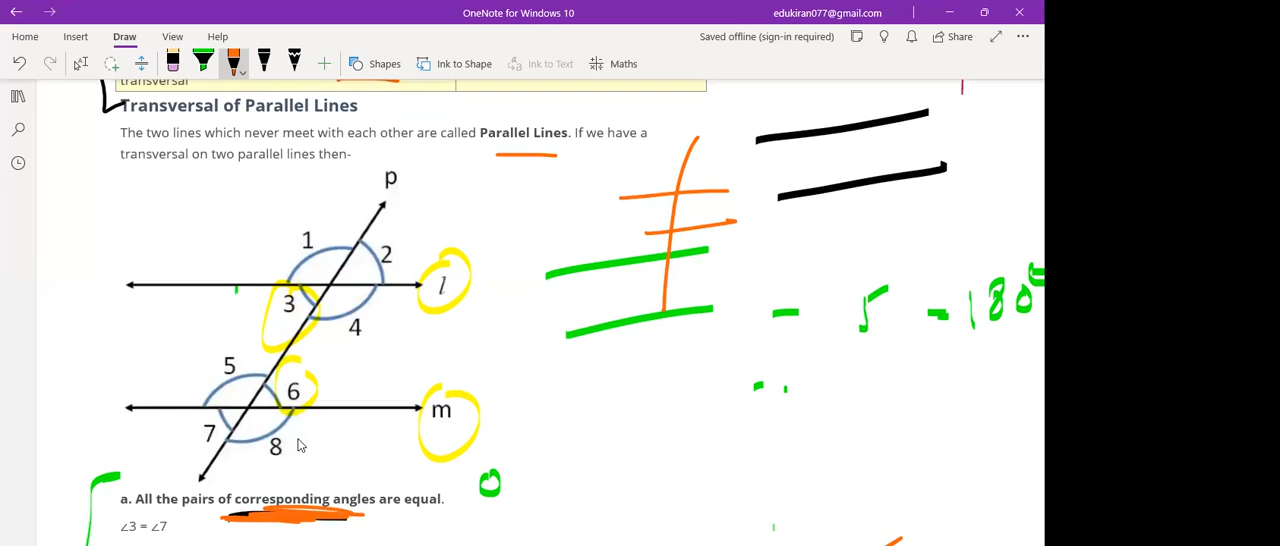 OneNote for Windows 10
edukiran077@gmail.com
Home Insert Draw View Help
Saved offline (sign-in required)
Share
Shapes
Ink to Shape
Ink to Text
Maths
transversal
Transversal of Parallel Lines
The two lines which never meet with each other are called Parallel Lines. If we have a
transversal on two parallel lines then-
p
1
2
l
3
4
- 5 - 180°
5
6
m
7
8
0
a. All the pairs of corresponding angles are equal.
∠3 = ∠7